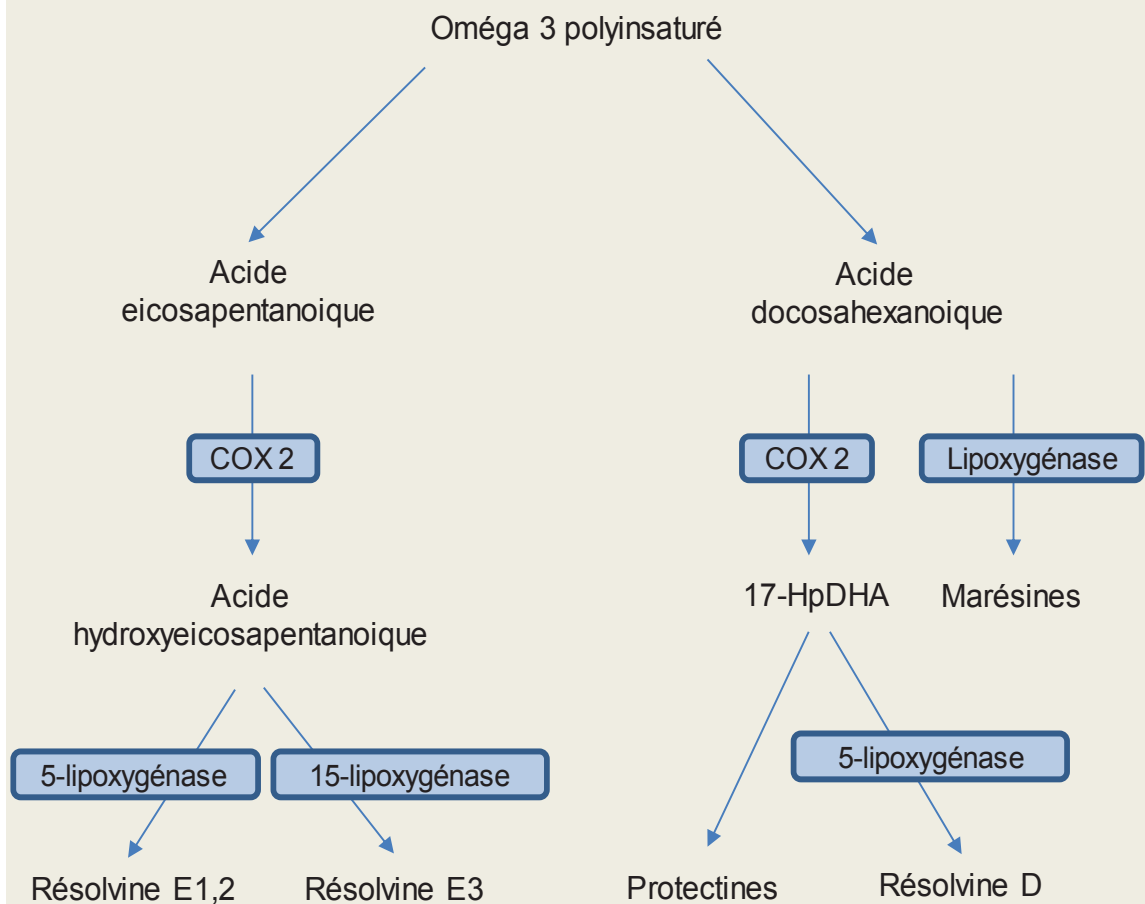 Oméga 3 polyinsaturé
Acide
eicosapentanoique
Acide
docosahexanoique
COX 2
COX 2
Lipoxygénase
Acide
hydroxyeicosapentanoique
17-HpDHA
Marésines
5-lipoxygénase
15-lipoxygénase
5-lipoxygénase
Résolvine E1,2
Résolvine E3
Protectines
Résolvine D